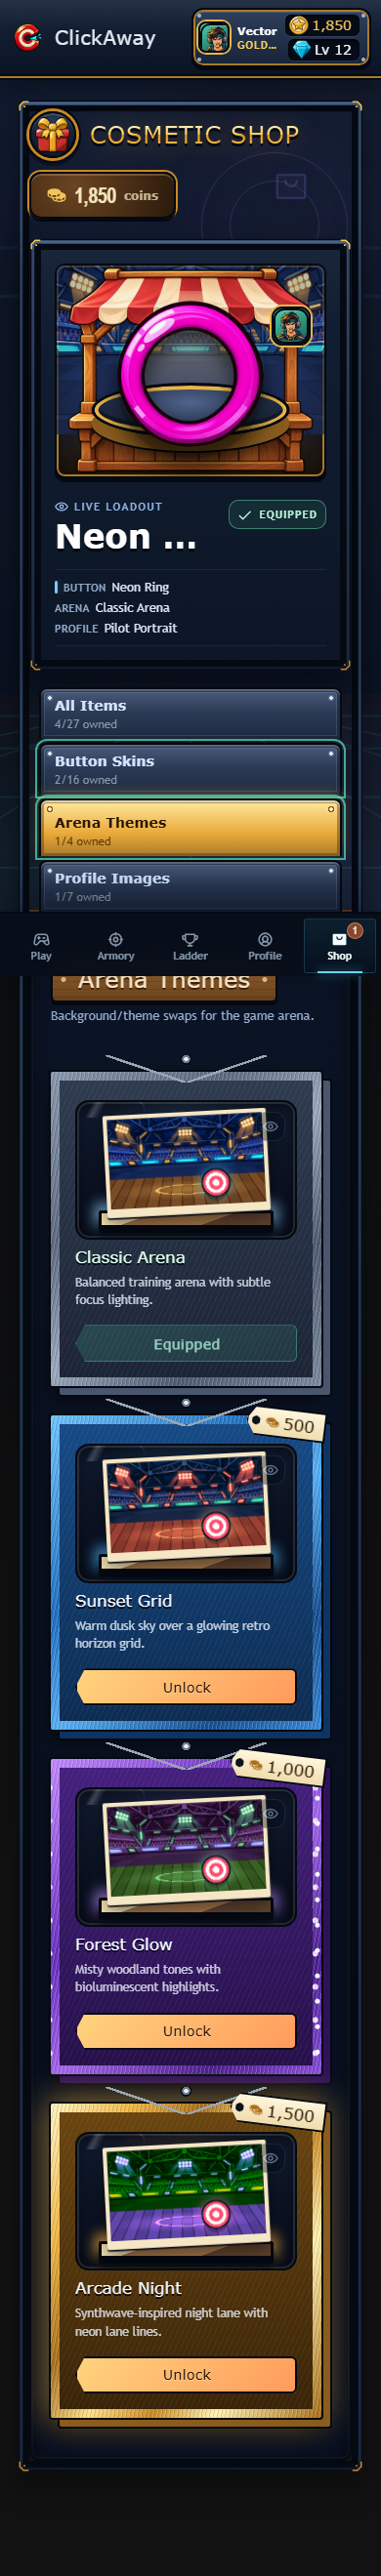 ClickAway
Vector
GOLD...
1,850
Lv 12
COSMETIC SHOP
1,850 coins
LIVE LOADOUT
Neon ...
EQUIPPED
BUTTON Neon Ring
ARENA Classic Arena
PROFILE Pilot Portrait
All Items
4/27 owned
Button Skins
2/16 owned
Arena Themes
1/4 owned
Profile Images
1/7 owned
Play
Armory
Ladder
Profile
Shop
1
Arena Themes
Background/theme swaps for the game arena.
Classic Arena
Balanced training arena with subtle
focus lighting.
Equipped
500
Sunset Grid
Warm dusk sky over a glowing retro
horizon grid.
Unlock
1,000
Forest Glow
Misty woodland tones with
bioluminescent highlights.
Unlock
1,500
Arcade Night
Synthwave-inspired night lane with
neon lane lines.
Unlock